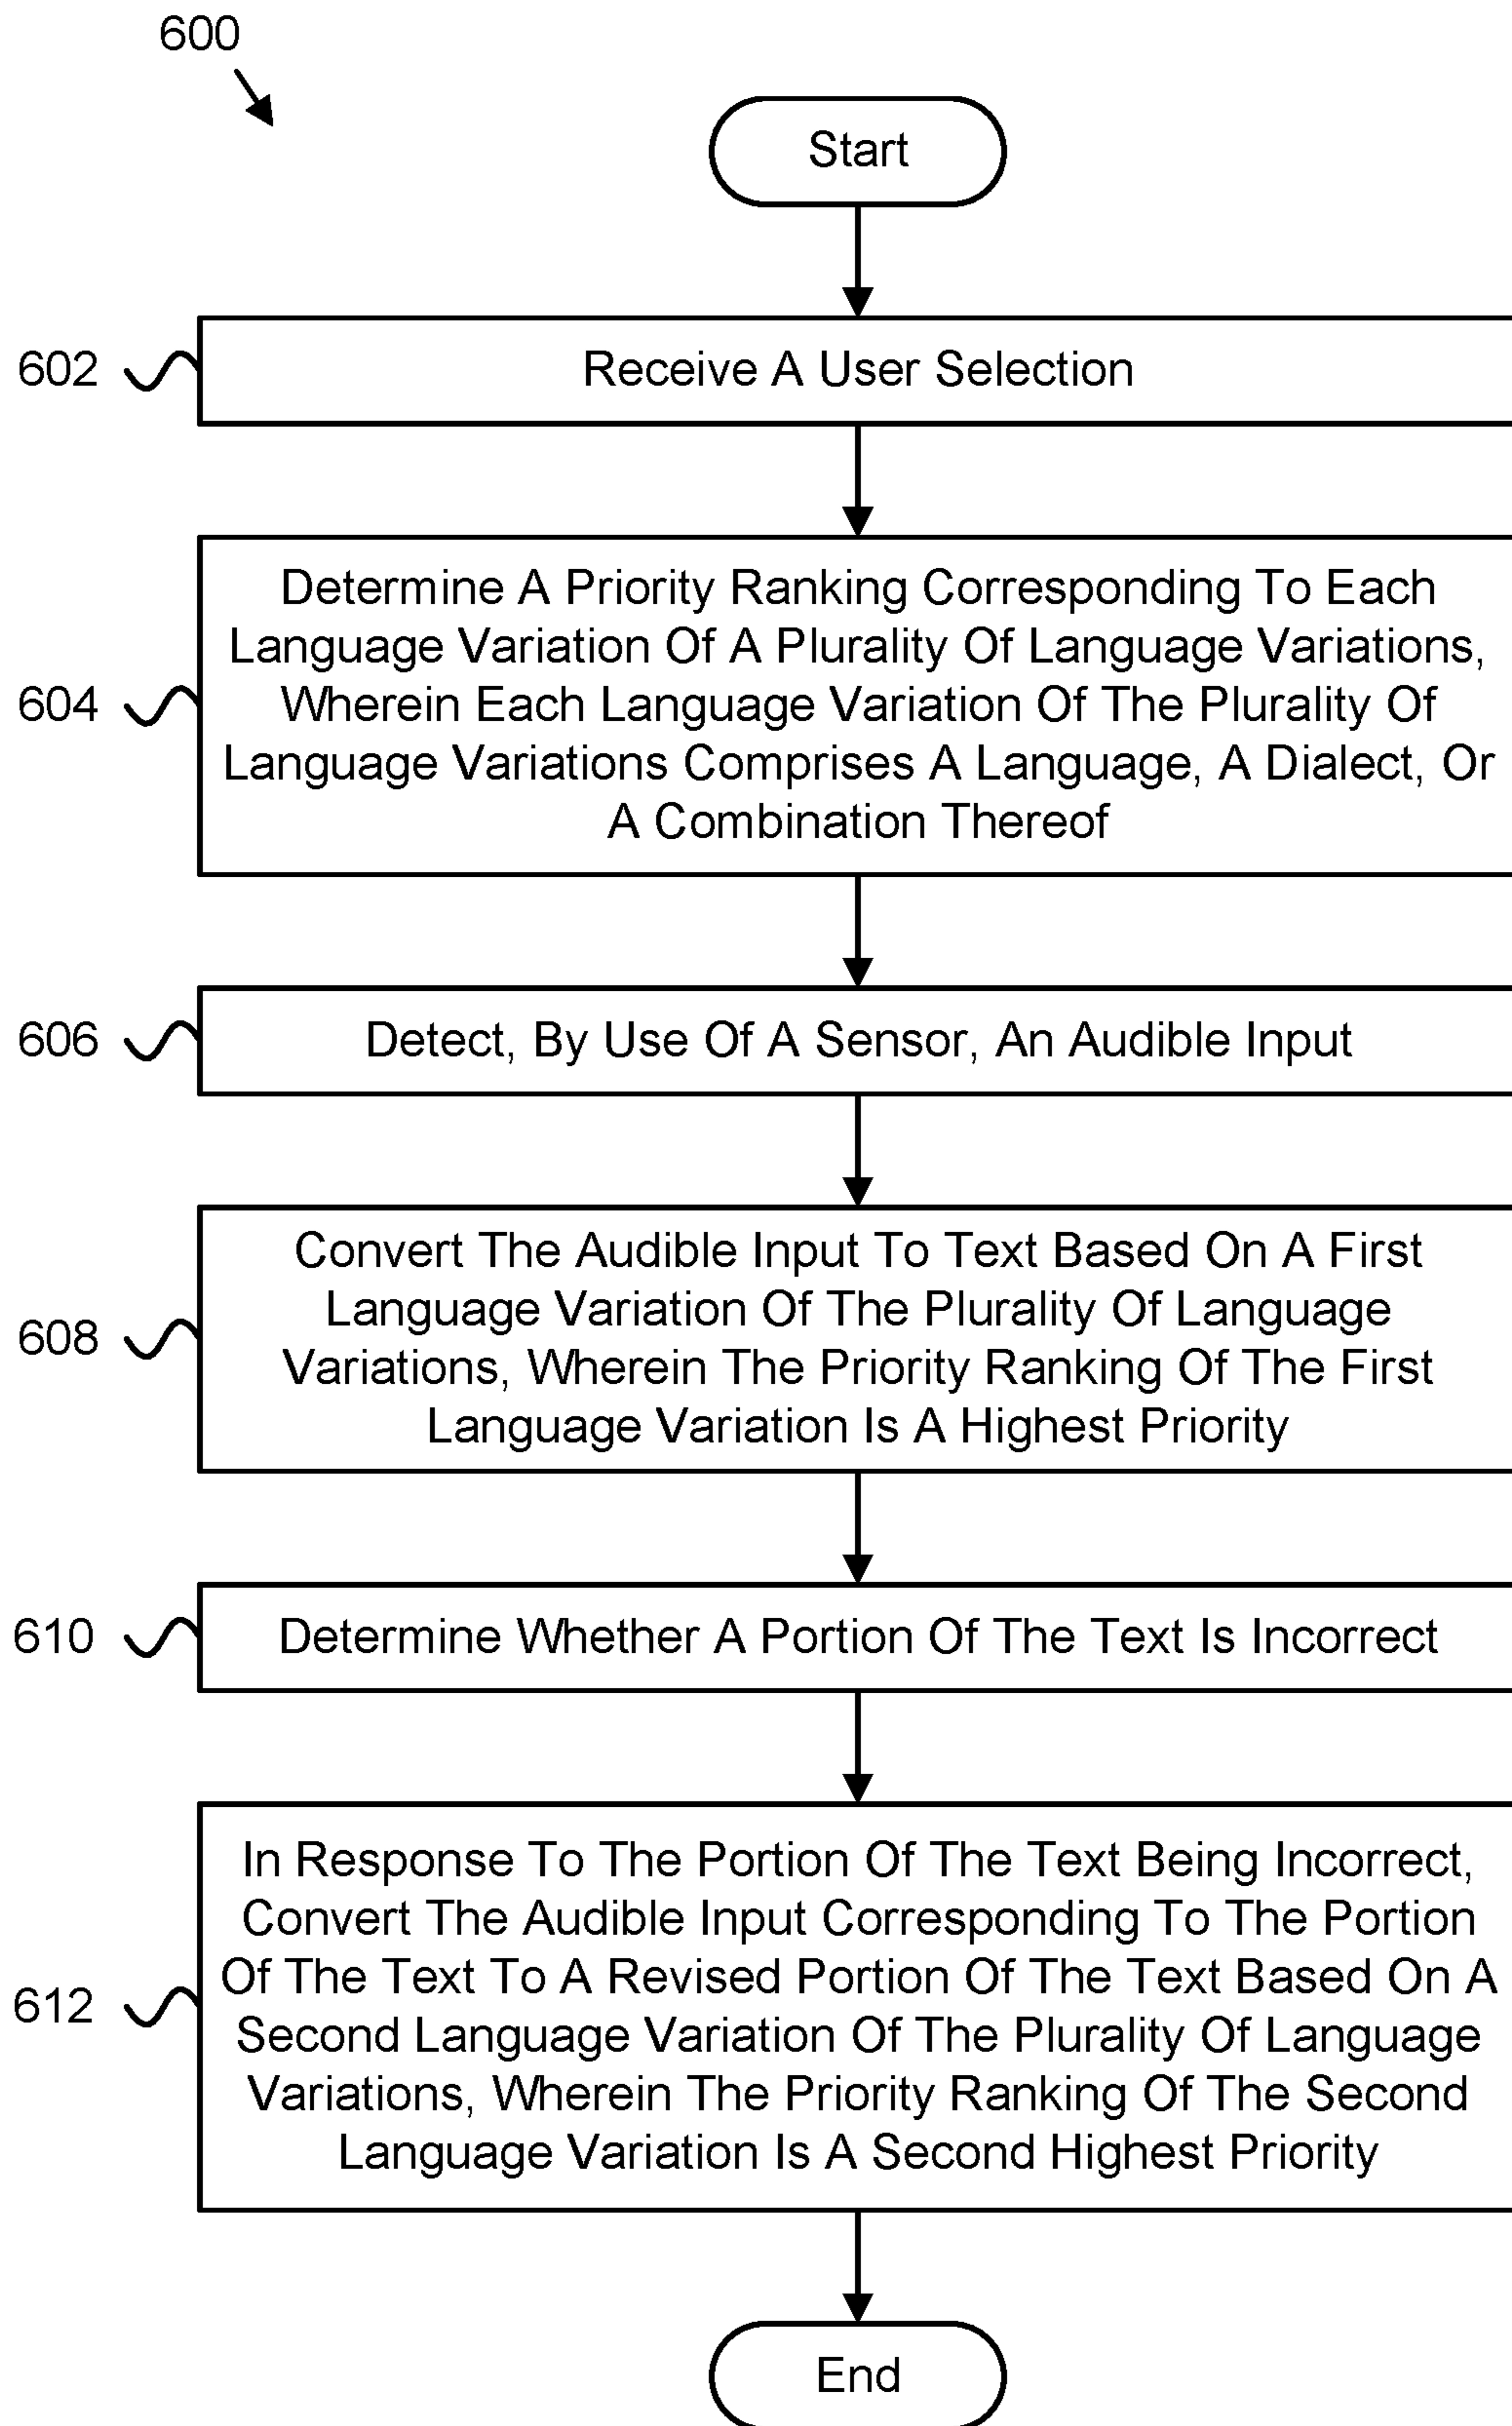 600
Start
602
Receive A User Selection
604
Determine A Priority Ranking Corresponding To Each
Language Variation Of A Plurality Of Language Variations,
Wherein Each Language Variation Of The Plurality Of
Language Variations Comprises A Language, A Dialect, Or
A Combination Thereof
606
Detect, By Use Of A Sensor, An Audible Input
608
Convert The Audible Input To Text Based On A First
Language Variation Of The Plurality Of Language
Variations, Wherein The Priority Ranking Of The First
Language Variation Is A Highest Priority
610
Determine Whether A Portion Of The Text Is Incorrect
612
In Response To The Portion Of The Text Being Incorrect,
Convert The Audible Input Corresponding To The Portion
Of The Text To A Revised Portion Of The Text Based On A
Second Language Variation Of The Plurality Of Language
Variations, Wherein The Priority Ranking Of The Second
Language Variation Is A Second Highest Priority
End